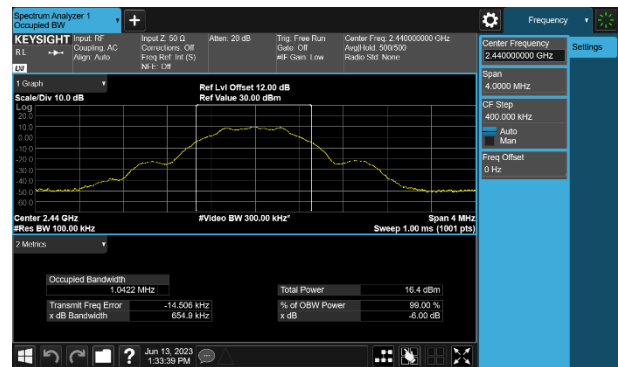 Spectrum Analyzer 1
Occupied BW
Frequency
KEYSIGHT
RL
Input: RF
Coupling: AC
Align: Auto
Input Z: 50 Ω
Corrections: Off
Freq Ref: Int (S)
NFE: Off
Atten: 20 dB
Trig: Free Run
Gate: Off
#IF Gain: Low
Center Freq: 2.440000000 GHz
Avg|Hold: 500/500
Radio Std: None
1 Graph
Scale/Div 10.0 dB
Ref Lvl Offset 12.00 dB
Ref Value 30.00 dBm
Log
20.0
10.0
0.00
-10.0
-20.0
-30.0
-40.0
-50.0
-60.0
Center 2.44 GHz
#Res BW 100.00 kHz
#Video BW 300.00 kHz*
Span 4 MHz
Sweep 1.00 ms (1001 pts)
2 Metrics
Occupied Bandwidth
1.0422 MHz
Transmit Freq Error -14.506 kHz
x dB Bandwidth 654.9 kHz
Total Power 16.4 dBm
% of OBW Power 99.00 %
x dB -6.00 dB
Center Frequency
2.440000000 GHz
Span
4.0000 MHz
CF Step
400.000 kHz
Auto
Man
Freq Offset
0 Hz
Settings
?
Jun 13, 2023
1:33:39 PM